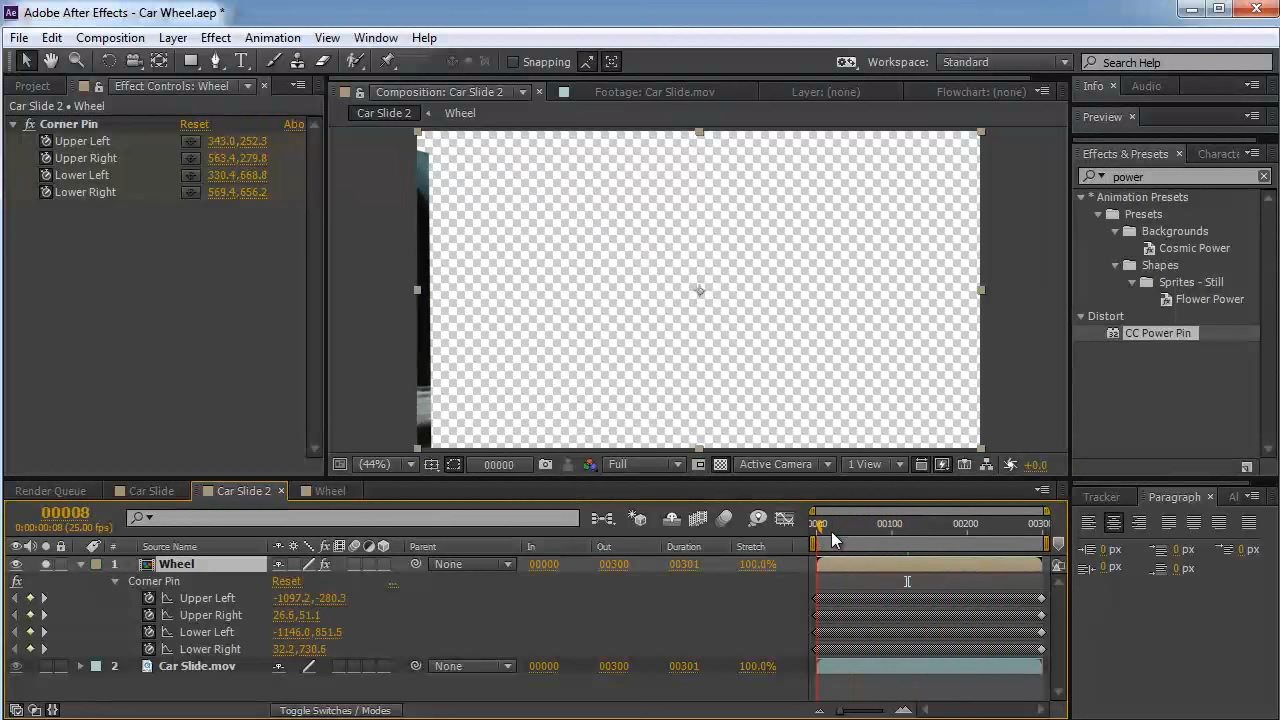 Adobe After Effects - Car Wheel.aep *
File Edit Composition Layer Effect Animation View Window Help
Snapping Workspace: Standard Search Help
Project Effect Controls: Wheel Composition: Car Slide 2 Footage: Car Slide.mov Layer: (none) Flowchart: (none) Info Audio
Car Slide 2 • Wheel Car Slide 2 Wheel Preview
Corner Pin Reset Abo
Upper Left 343.0,252.3
Upper Right 563.4,279.8
Lower Left 330.4,668.8
Lower Right 569.4,656.2
Effects & Presets Characte
power
* Animation Presets
Presets
Backgrounds
Cosmic Power
Shapes
Sprites - Still
Flower Power
Distort
CC Power Pin
(44%) 00000 Full Active Camera 1 View +0.0
Render Queue Car Slide Car Slide 2 Wheel
00008
0:00:00:08 (25.00 fps)
00100 00200 0030
# Source Name Parent In Out Duration Stretch
1 Wheel None 00000 00300 00301 100.0%
Corner Pin Reset ...
Upper Left -1097.2,-280.3
Upper Right 26.6,51.1
Lower Left -1146.0,851.5
Lower Right 32.2,730.6
2 Car Slide.mov None 00000 00300 00301 100.0%
Toggle Switches / Modes
Tracker Paragraph Al
0 px 0 px 0 px
0 px 0 px